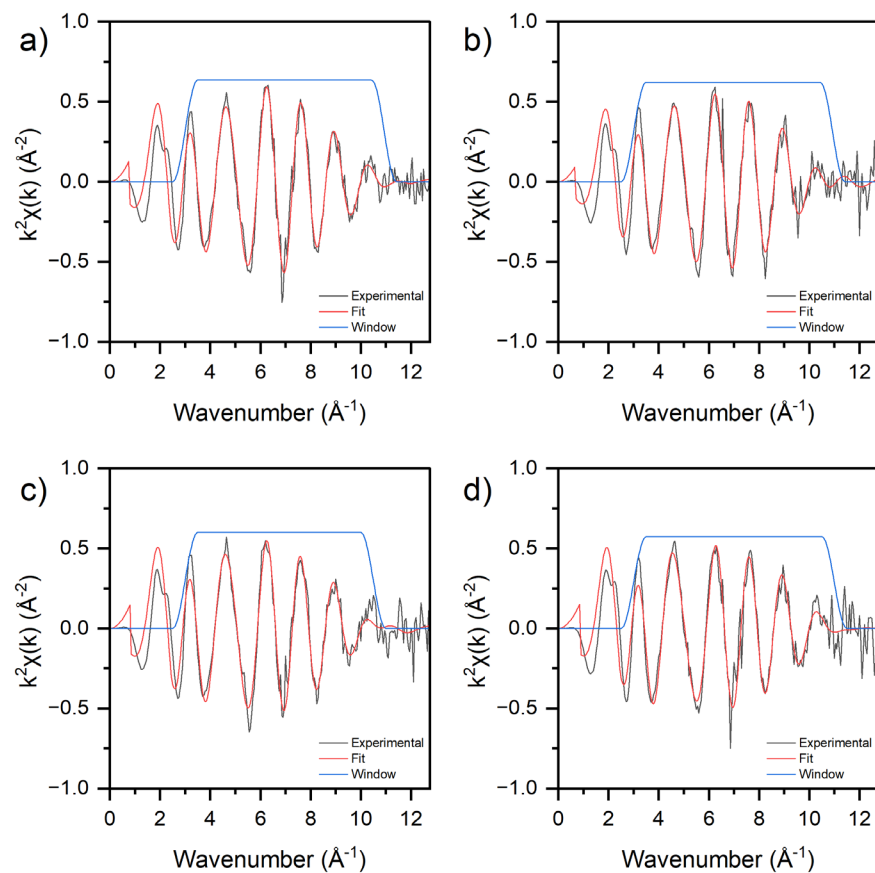 a)
1.0
0.5
0.0
−0.5
−1.0
k²χ(k) (Å⁻²)
Experimental
Fit
Window
0 2 4 6 8 10 12
Wavenumber (Å⁻¹)
b)
1.0
0.5
0.0
−0.5
−1.0
k²χ(k) (Å⁻²)
Experimental
Fit
Window
0 2 4 6 8 10 12
Wavenumber (Å⁻¹)
c)
1.0
0.5
0.0
−0.5
−1.0
k²χ(k) (Å⁻²)
Experimental
Fit
Window
0 2 4 6 8 10 12
Wavenumber (Å⁻¹)
d)
1.0
0.5
0.0
−0.5
−1.0
k²χ(k) (Å⁻²)
Experimental
Fit
Window
0 2 4 6 8 10 12
Wavenumber (Å⁻¹)